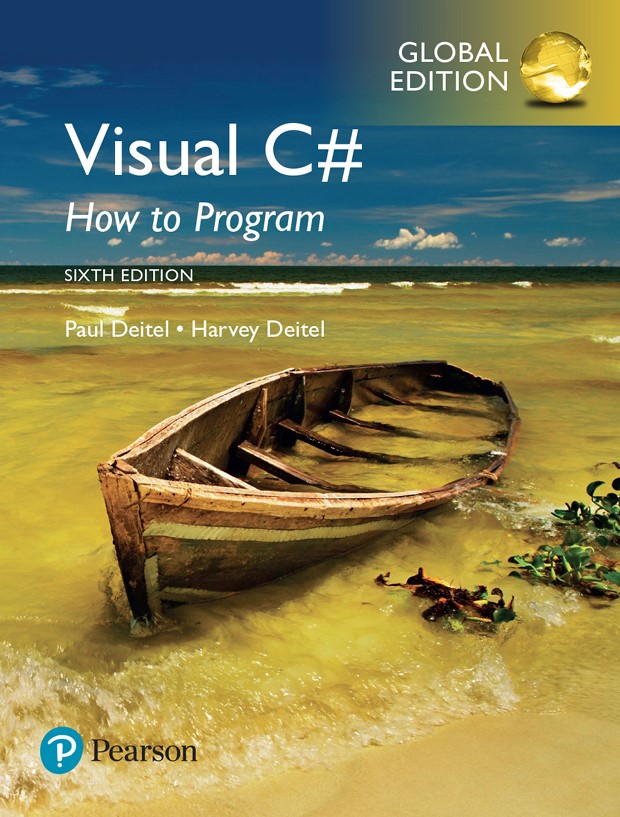 GLOBAL
EDITION
Visual C#
How to Program
SIXTH EDITION
Paul Deitel • Harvey Deitel
P Pearson